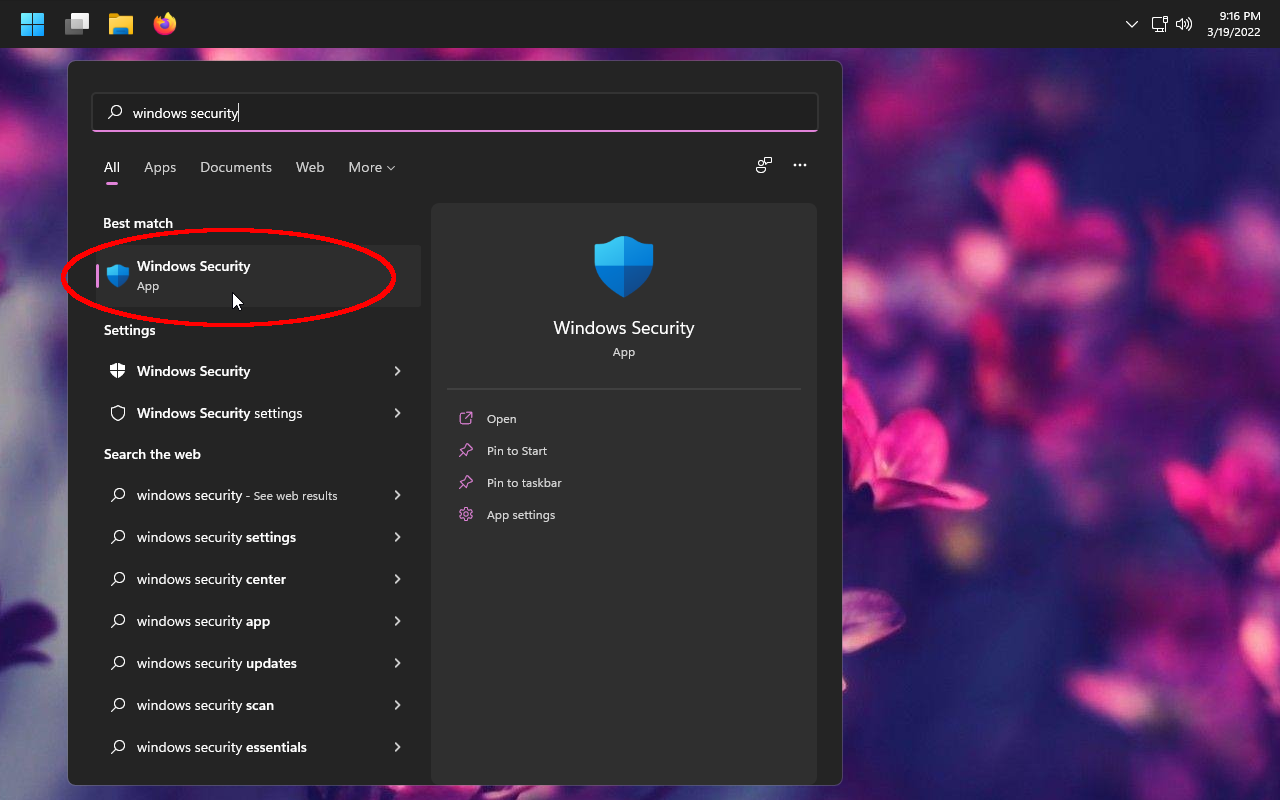 9:16 PM
3/19/2022
windows security
All Apps Documents Web More
Best match
Windows Security
App
Settings
Windows Security
Windows Security settings
Search the web
windows security - See web results
windows security settings
windows security center
windows security app
windows security updates
windows security scan
windows security essentials
Windows Security
App
Open
Pin to Start
Pin to taskbar
App settings